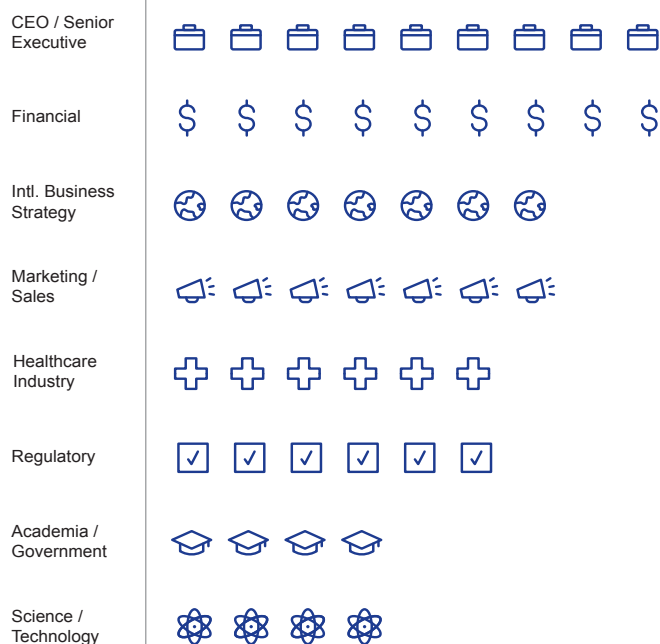 CEO / Senior
Executive
Financial
Intl. Business
Strategy
Marketing /
Sales
Healthcare
Industry
Regulatory
Academia /
Government
Science /
Technology